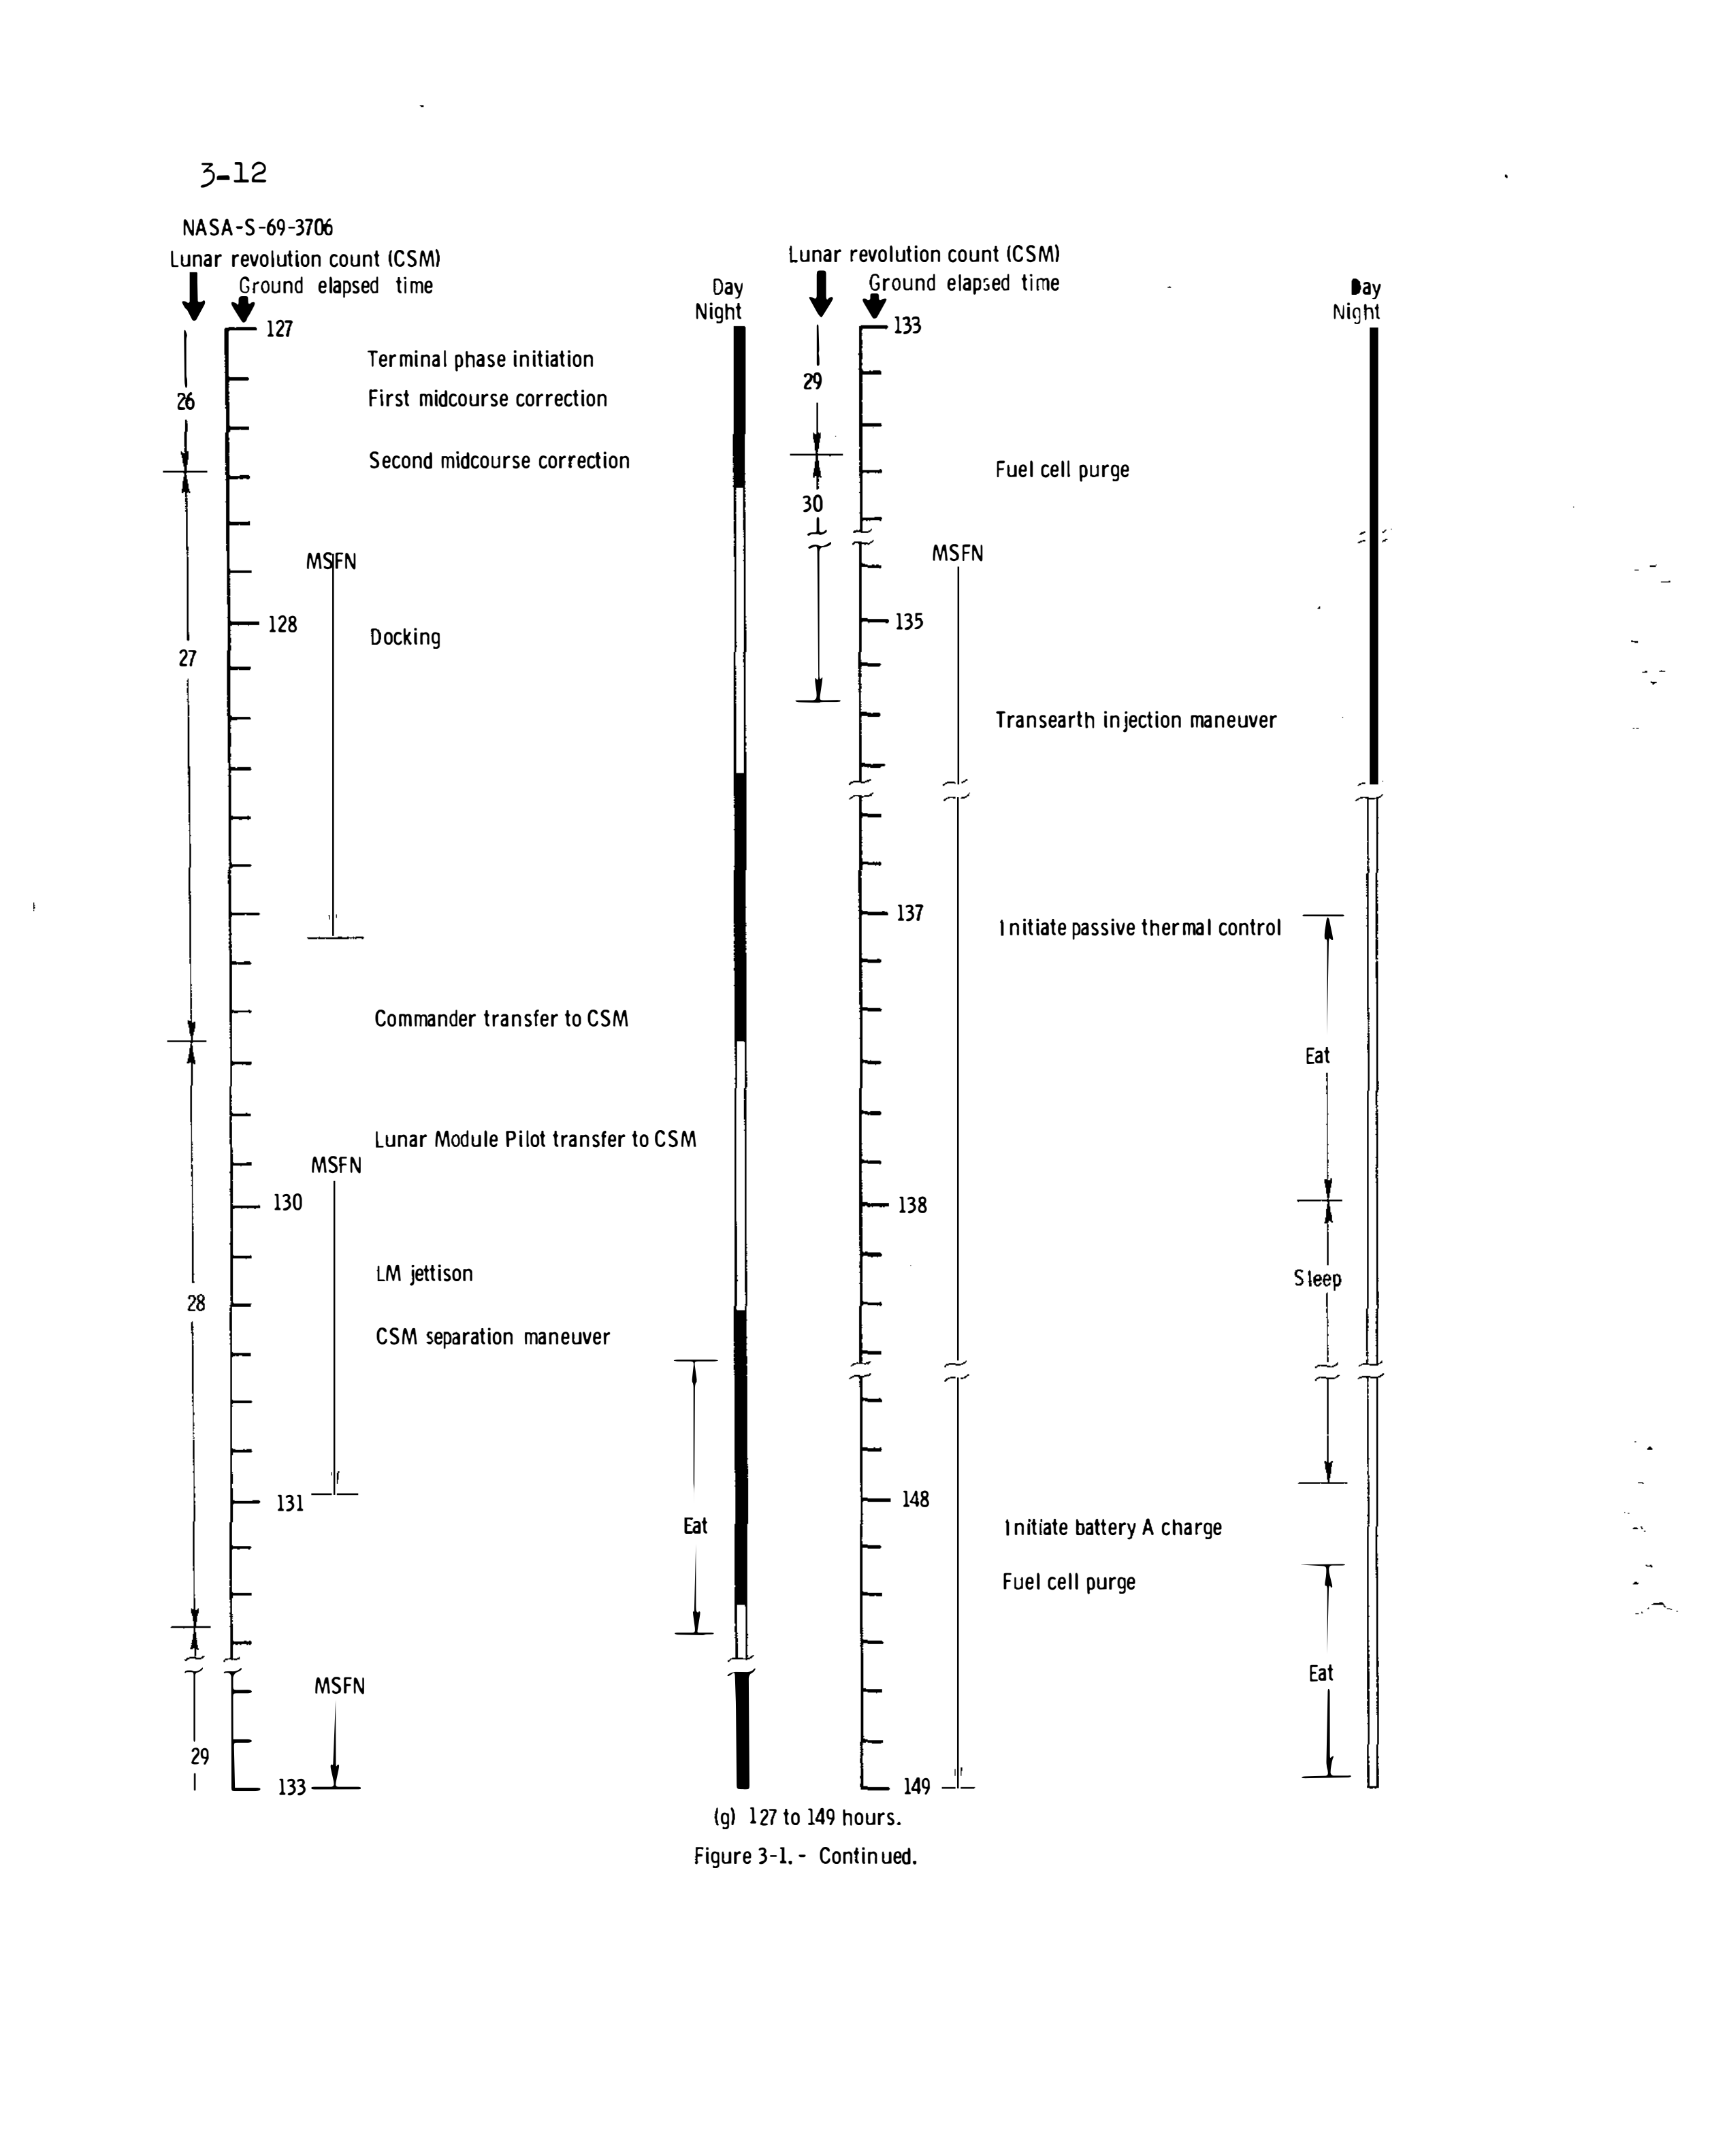 3-12
NASA-S-69-3706
Lunar revolution count (CSM)
Ground elapsed time
Day
Night
127
Terminal phase initiation
26
First midcourse correction
Second midcourse correction
MSFN
128
Docking
27
Commander transfer to CSM
Lunar Module Pilot transfer to CSM
MSFN
130
LM jettison
28
CSM separation maneuver
131
Eat
MSFN
29
133
Lunar revolution count (CSM)
Ground elapsed time
Day
Night
133
29
Fuel cell purge
30
MSFN
135
Transearth injection maneuver
137
Initiate passive thermal control
Eat
138
Sleep
148
Initiate battery A charge
Fuel cell purge
Eat
149
(g) 127 to 149 hours.
Figure 3-1. - Continued.